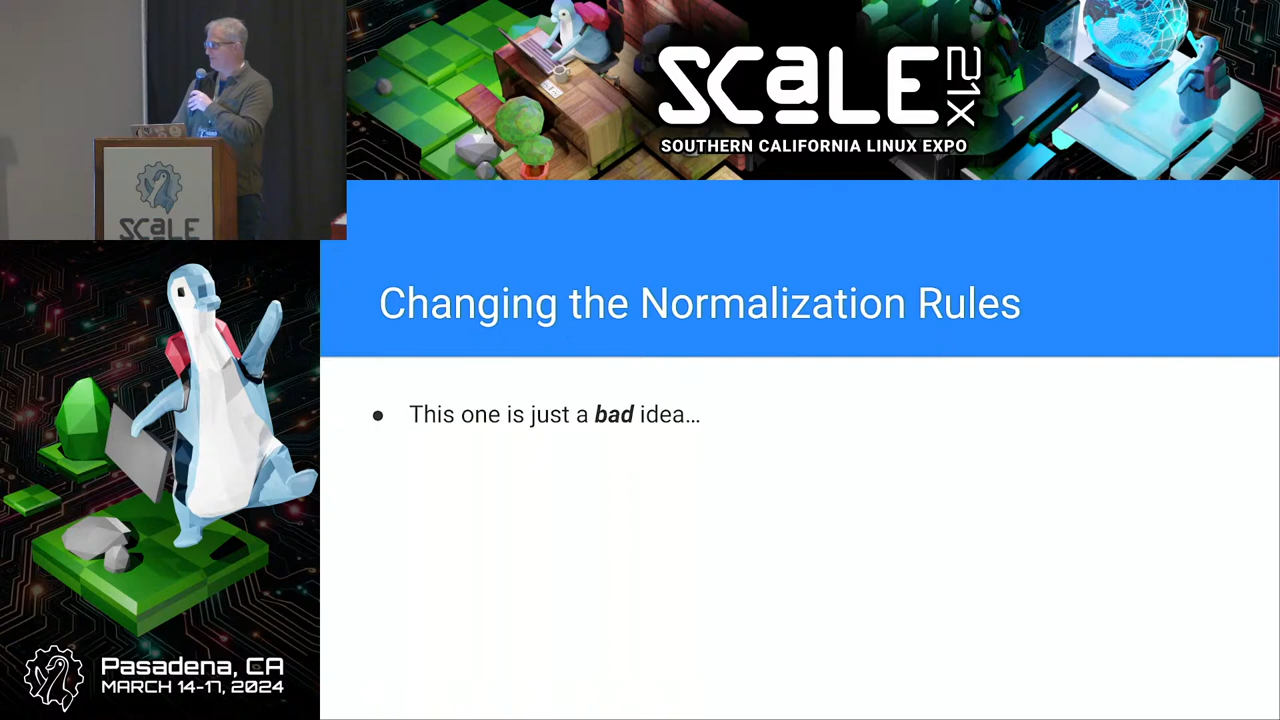 SCaLE 21X
SOUTHERN CALIFORNIA LINUX EXPO
SCaLE
Changing the Normalization Rules
● This one is just a bad idea…
Pasadena, CA
MARCH 14-17, 2024